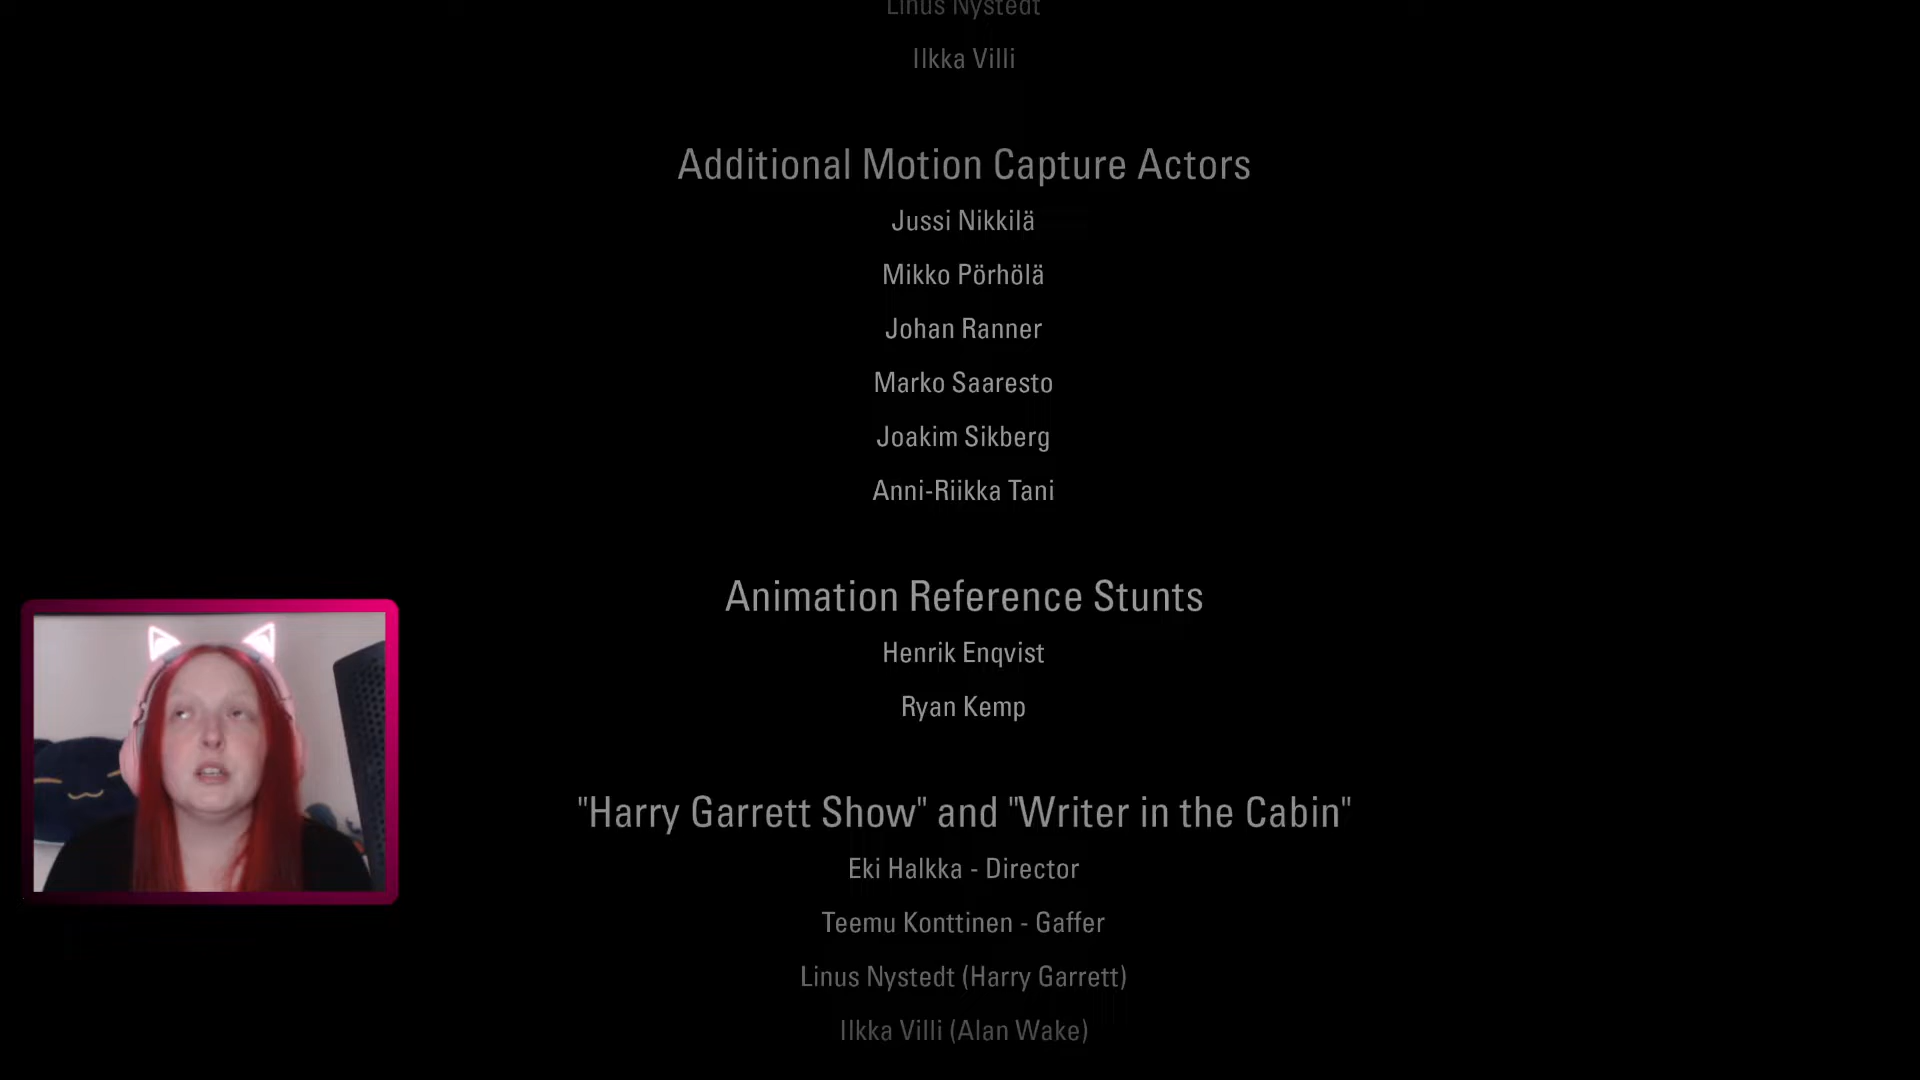 Linus Nystedt
Ilkka Villi
Additional Motion Capture Actors
Jussi Nikkilä
Mikko Pörhölä
Johan Ranner
Marko Saaresto
Joakim Sikberg
Anni-Riikka Tani
Animation Reference Stunts
Henrik Enqvist
Ryan Kemp
"Harry Garrett Show" and "Writer in the Cabin"
Eki Halkka - Director
Teemu Konttinen - Gaffer
Linus Nystedt (Harry Garrett)
Ilkka Villi (Alan Wake)